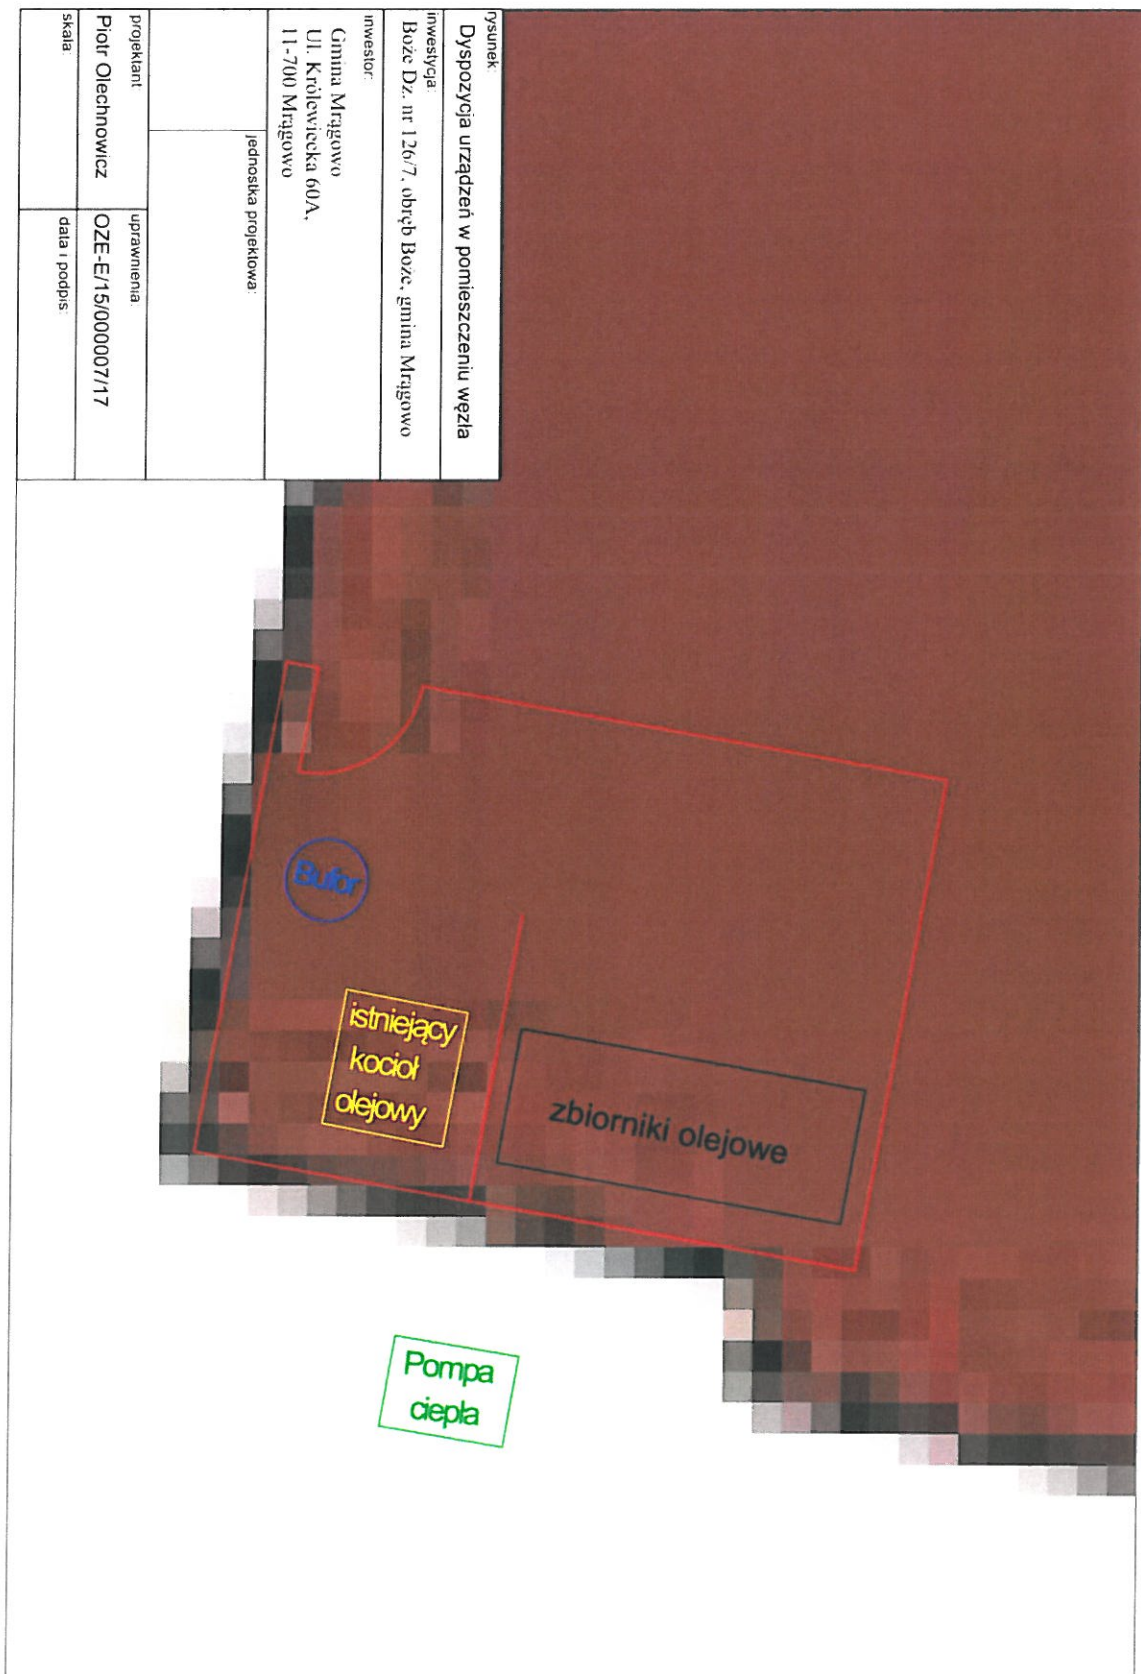 rysunek:
Dyspozycja urządzeń w pomieszczeniu węzła
inwestycja:
Boże Dz. nr 126/7, obręb Boże, gmina Mrągowo
inwestor:
Gmina Mrągowo
Ul. Królewiecka 60A,
11-700 Mrągowo
jednostka projektowa:
projektant
uprawnienia:
Piotr Olechnowicz
OZE-E/15/000007/17
skala:
data i podpis:
Bufor
istniejący
kocioł
olejowy
zbiorniki olejowe
Pompa
ciepła